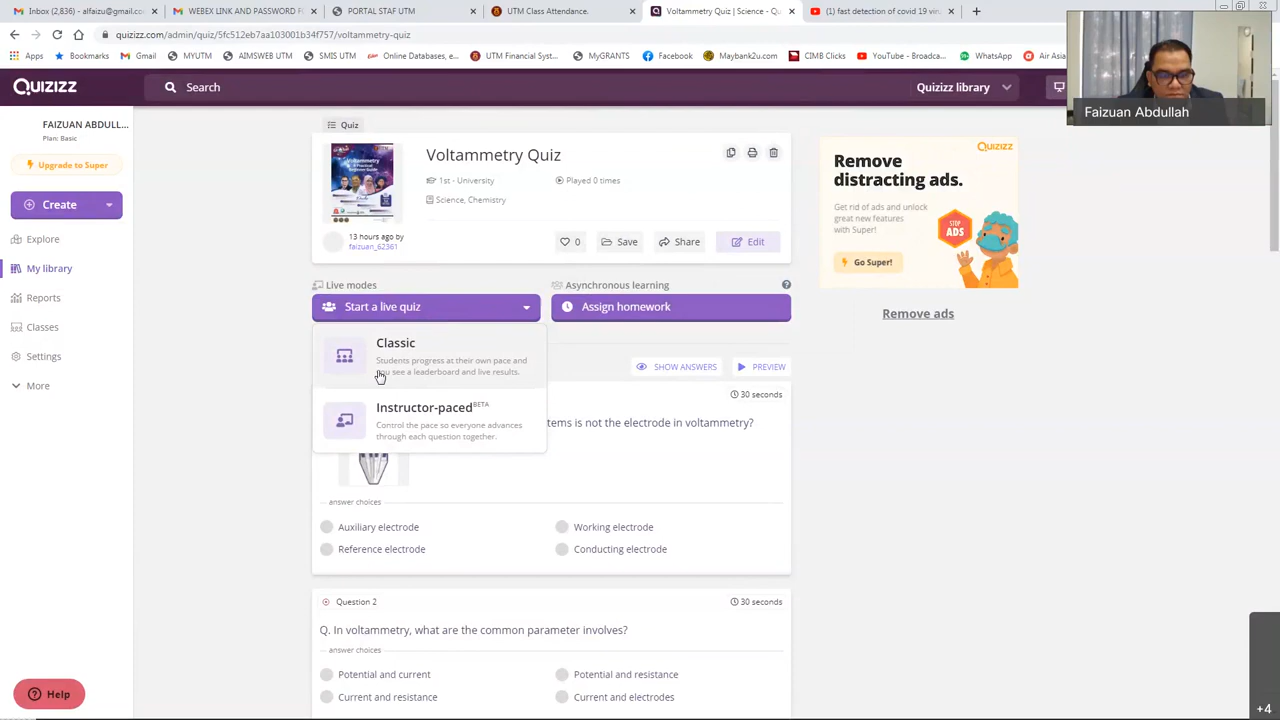 Inbox (2,836) - alfaizu@gmail.co
WEBEX LINK AND PASSWORD F
PORTAL STAF UTM
UTM Class Attendance.
Voltammetry Quiz | Science - Qu
(1) fast detection of covid 19 viru
quizizz.com/admin/quiz/5fc512eb7aa103001b34f757/voltammetry-quiz
Apps
Bookmarks
Gmail
MYUTM
AIMSWEB UTM
SMIS UTM
Online Databases, e...
UTM Financial Syst...
MyGRANTS
Facebook
Maybank2u.com
CIMB Clicks
YouTube - Broadca...
WhatsApp
Air Asia
Quizizz
Search
Quizizz library
Faizuan Abdullah
FAIZUAN ABDULL...
Plan: Basic
Upgrade to Super
Create
Explore
My library
Reports
Classes
Settings
More
Help
Quiz
Voltammetry Quiz
1st - University
Played 0 times
Science, Chemistry
Voltammetry
13 hours ago by
faizuan_62361
0
Save
Share
Edit
Live modes
Asynchronous learning
Start a live quiz
Assign homework
Classic
Students progress at their own pace and
you see a leaderboard and live results.
Instructor-paced BETA
Control the pace so everyone advances
through each question together.
SHOW ANSWERS
PREVIEW
30 seconds
tems is not the electrode in voltammetry?
answer choices
Auxiliary electrode
Working electrode
Reference electrode
Conducting electrode
Question 2
30 seconds
Q. In voltammetry, what are the common parameter involves?
answer choices
Potential and current
Potential and resistance
Current and resistance
Current and electrodes
Quizizz
Remove
distracting ads.
Get rid of ads and unlock
great new features
with Super!
STOP
ADS
Go Super!
Remove ads
+4